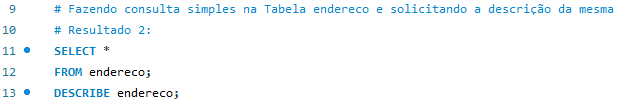 9 # Fazendo consulta simples na Tabela endereco e solicitando a descrição da mesma
10 # Resultado 2:
11 SELECT *
12 FROM endereco;
13 DESCRIBE endereco;